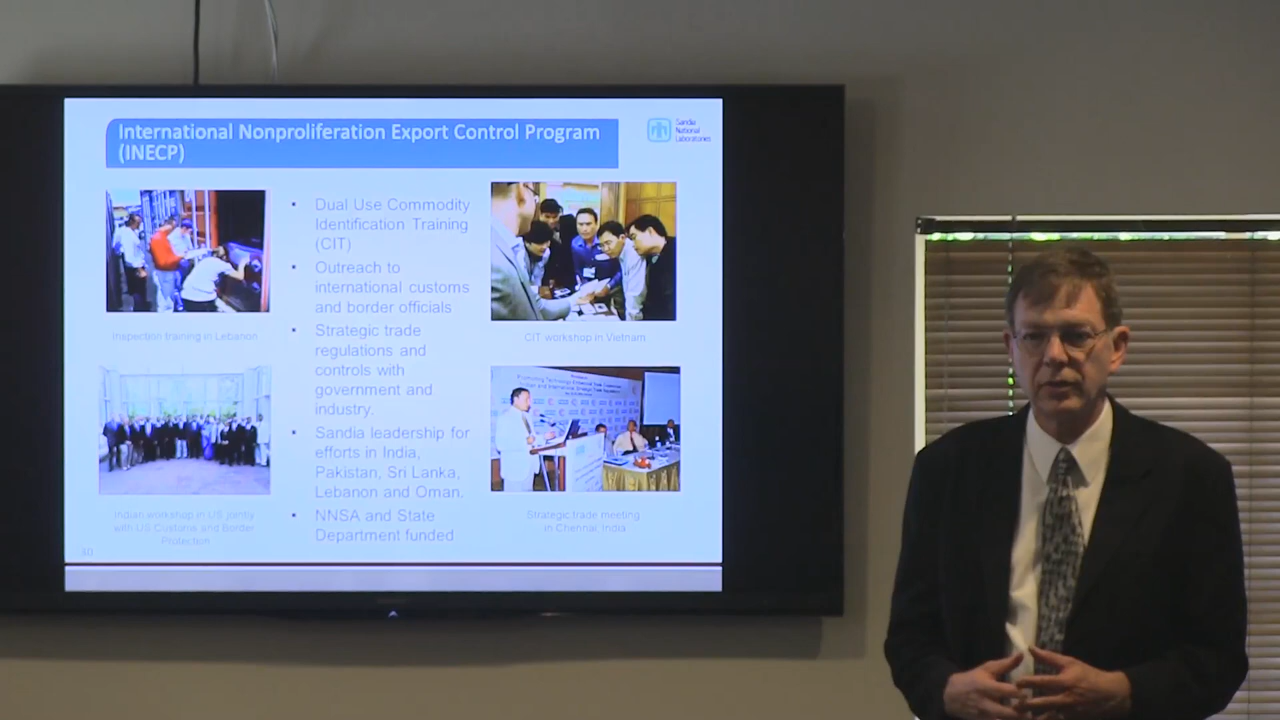 International Nonproliferation Export Control Program
(INECP)
Sandia
National
Laboratories
Inspection training in Lebanon
Indian workshop in US jointly
with US Customs and Border
Protection
30
▪ Dual Use Commodity
Identification Training
(CIT)
▪ Outreach to
international customs
and border officials
▪ Strategic trade
regulations and
controls with
government and
industry.
▪ Sandia leadership for
efforts in India,
Pakistan, Sri Lanka,
Lebanon and Oman.
▪ NNSA and State
Department funded
CIT workshop in Vietnam
Strategic trade meeting
in Chennai, India